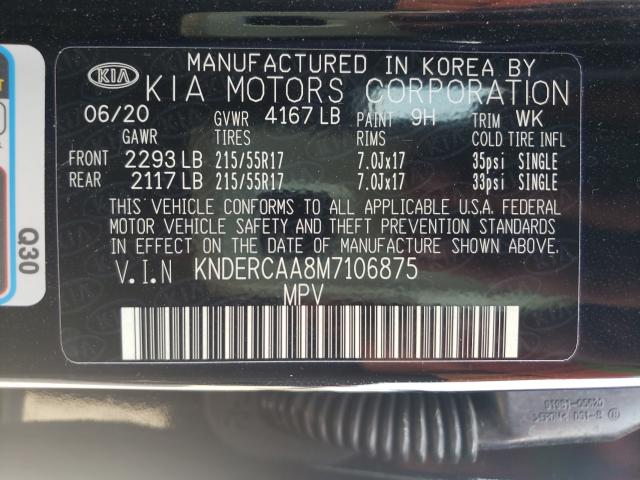 MANUFACTURED IN KOREA BY
KIA KIA MOTORS CORPORATION
06/20 GVWR 4167 LB PAINT 9H TRIM WK
GAWR TIRES RIMS COLD TIRE INFL
FRONT 2293 LB 215/55R17 7.0Jx17 35psi SINGLE
REAR 2117 LB 215/55R17 7.0Jx17 33psi SINGLE
THIS VEHICLE CONFORMS TO ALL APPLICABLE U.S.A. FEDERAL
MOTOR VEHICLE SAFETY AND THEFT PREVENTION STANDARDS
IN EFFECT ON THE DATE OF MANUFACTURE SHOWN ABOVE.
V.I.N KNDERCAA8M7106875
MPV
Q30